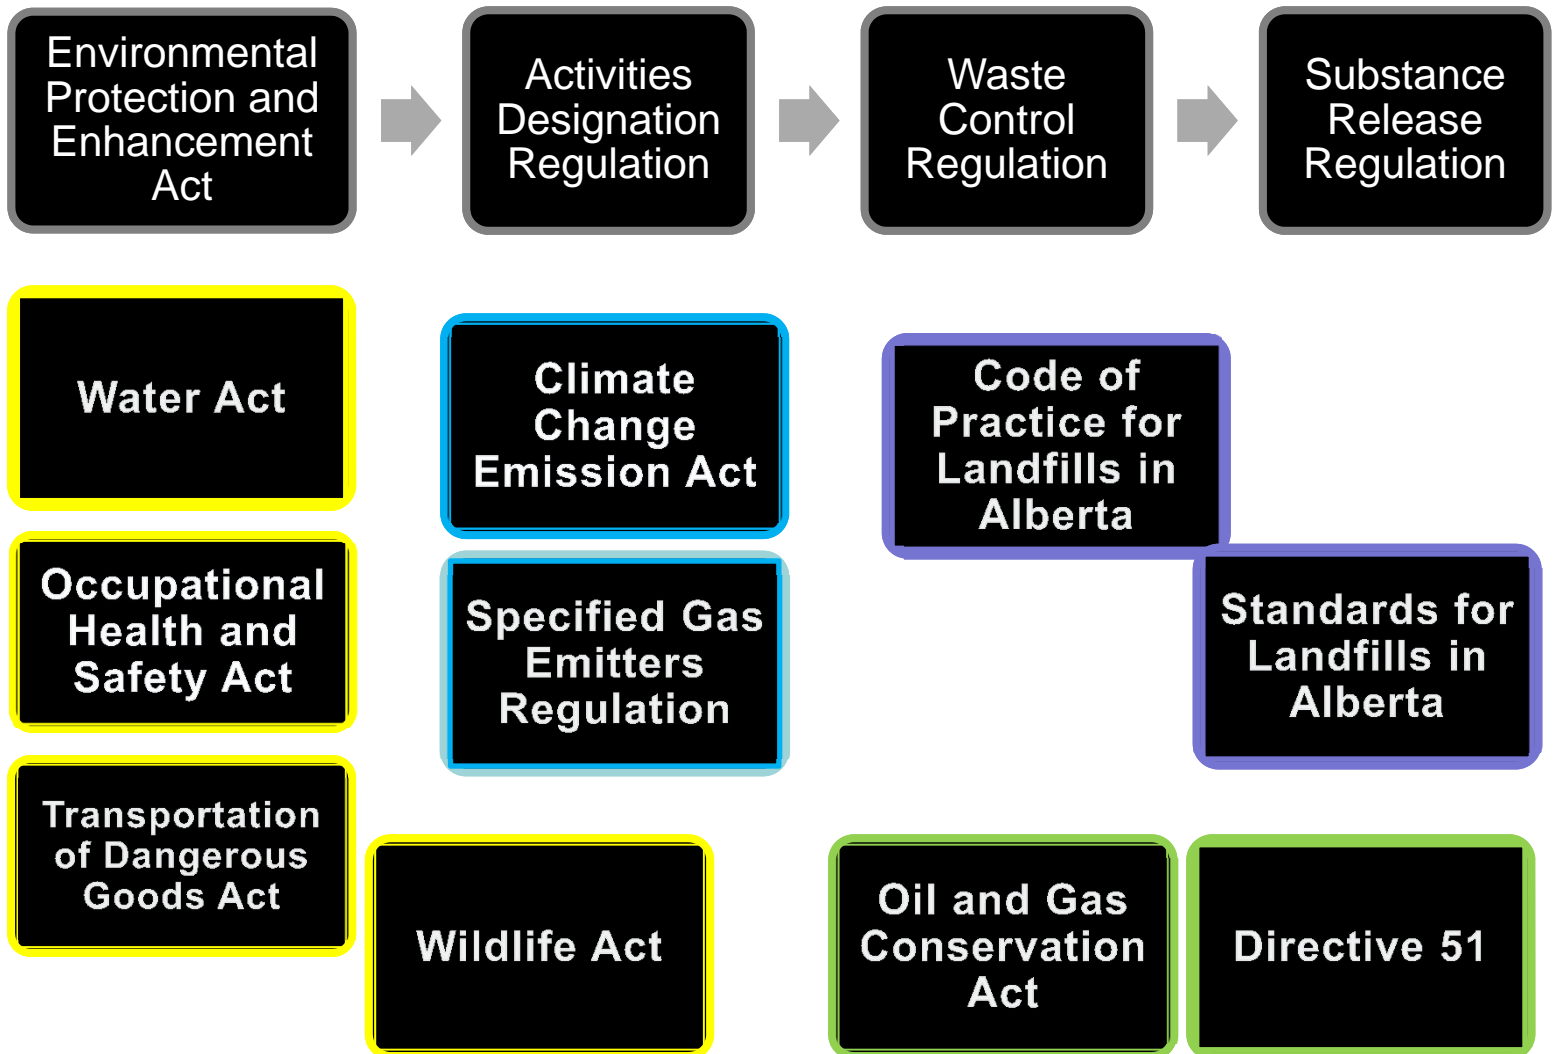 Environmental
Protection and
Enhancement
Act
Activities
Designation
Regulation
Waste
Control
Regulation
Substance
Release
Regulation
Water Act
Climate
Change
Emission Act
Code of
Practice for
Landfills in
Alberta
Occupational
Health and
Safety Act
Specified Gas
Emitters
Regulation
Standards for
Landfills in
Alberta
Transportation
of Dangerous
Goods Act
Wildlife Act
Oil and Gas
Conservation
Act
Directive 51